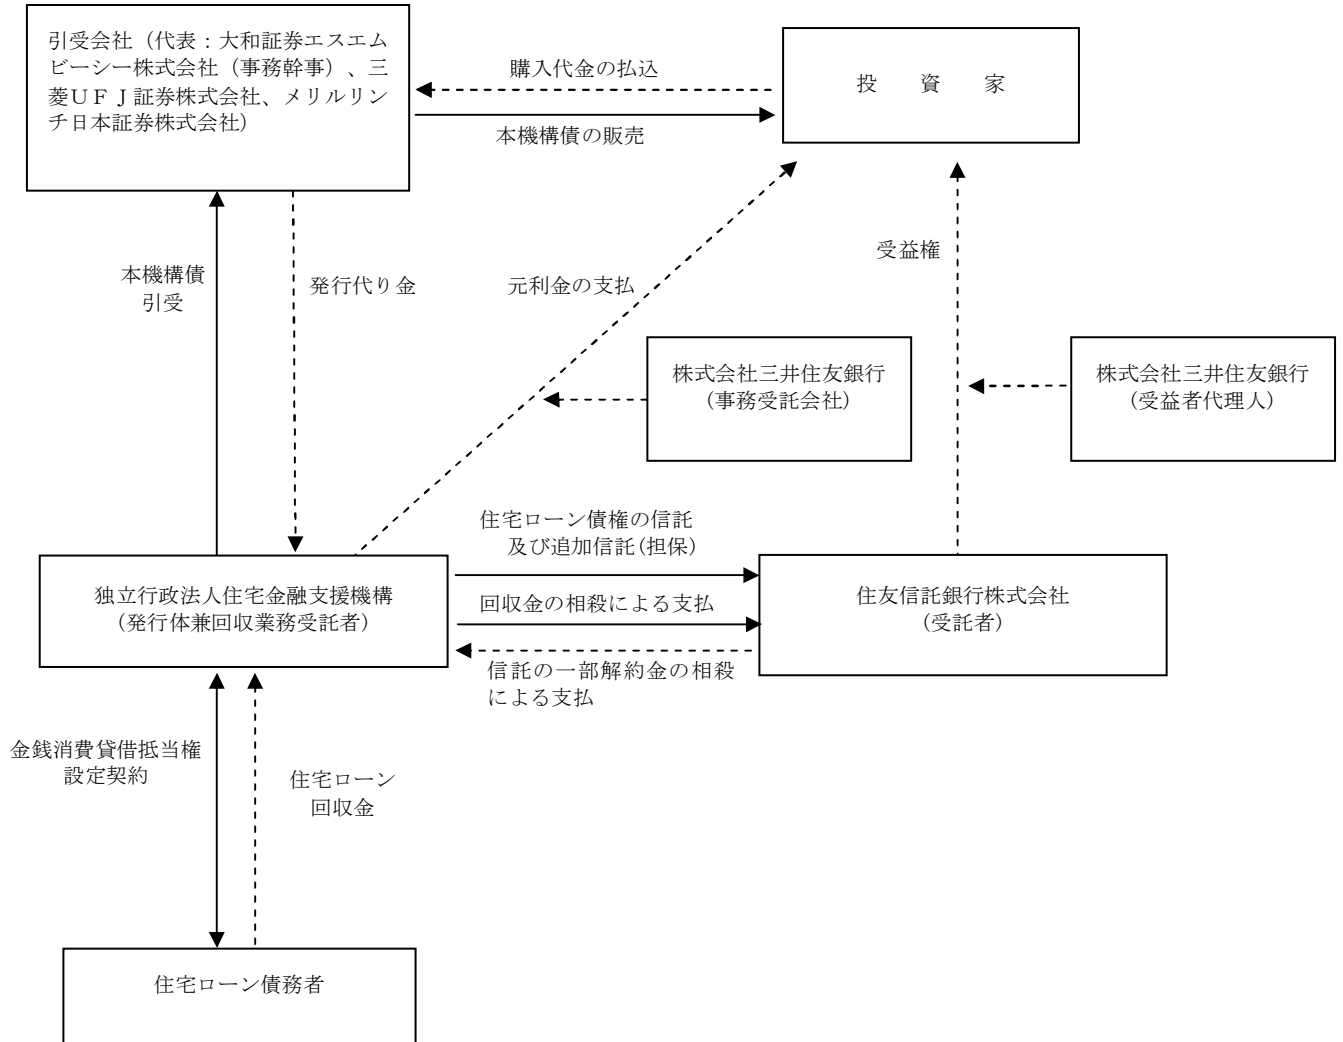 引受会社（代表：大和証券エスエム
ビーシー株式会社（事務幹事）、三
菱ＵＦＪ証券株式会社、メリルリン
チ日本証券株式会社）
購入代金の払込
投　資　家
本機構債の販売
本機構債
引受
発行代り金
元利金の支払
受益権
株式会社三井住友銀行
（事務受託会社）
株式会社三井住友銀行
（受益者代理人）
住宅ローン債権の信託
及び追加信託(担保)
独立行政法人住宅金融支援機構
（発行体兼回収業務受託者）
回収金の相殺による支払
住友信託銀行株式会社
（受託者）
信託の一部解約金の相殺
による支払
金銭消費貸借抵当権
設定契約
住宅ローン
回収金
住宅ローン債務者